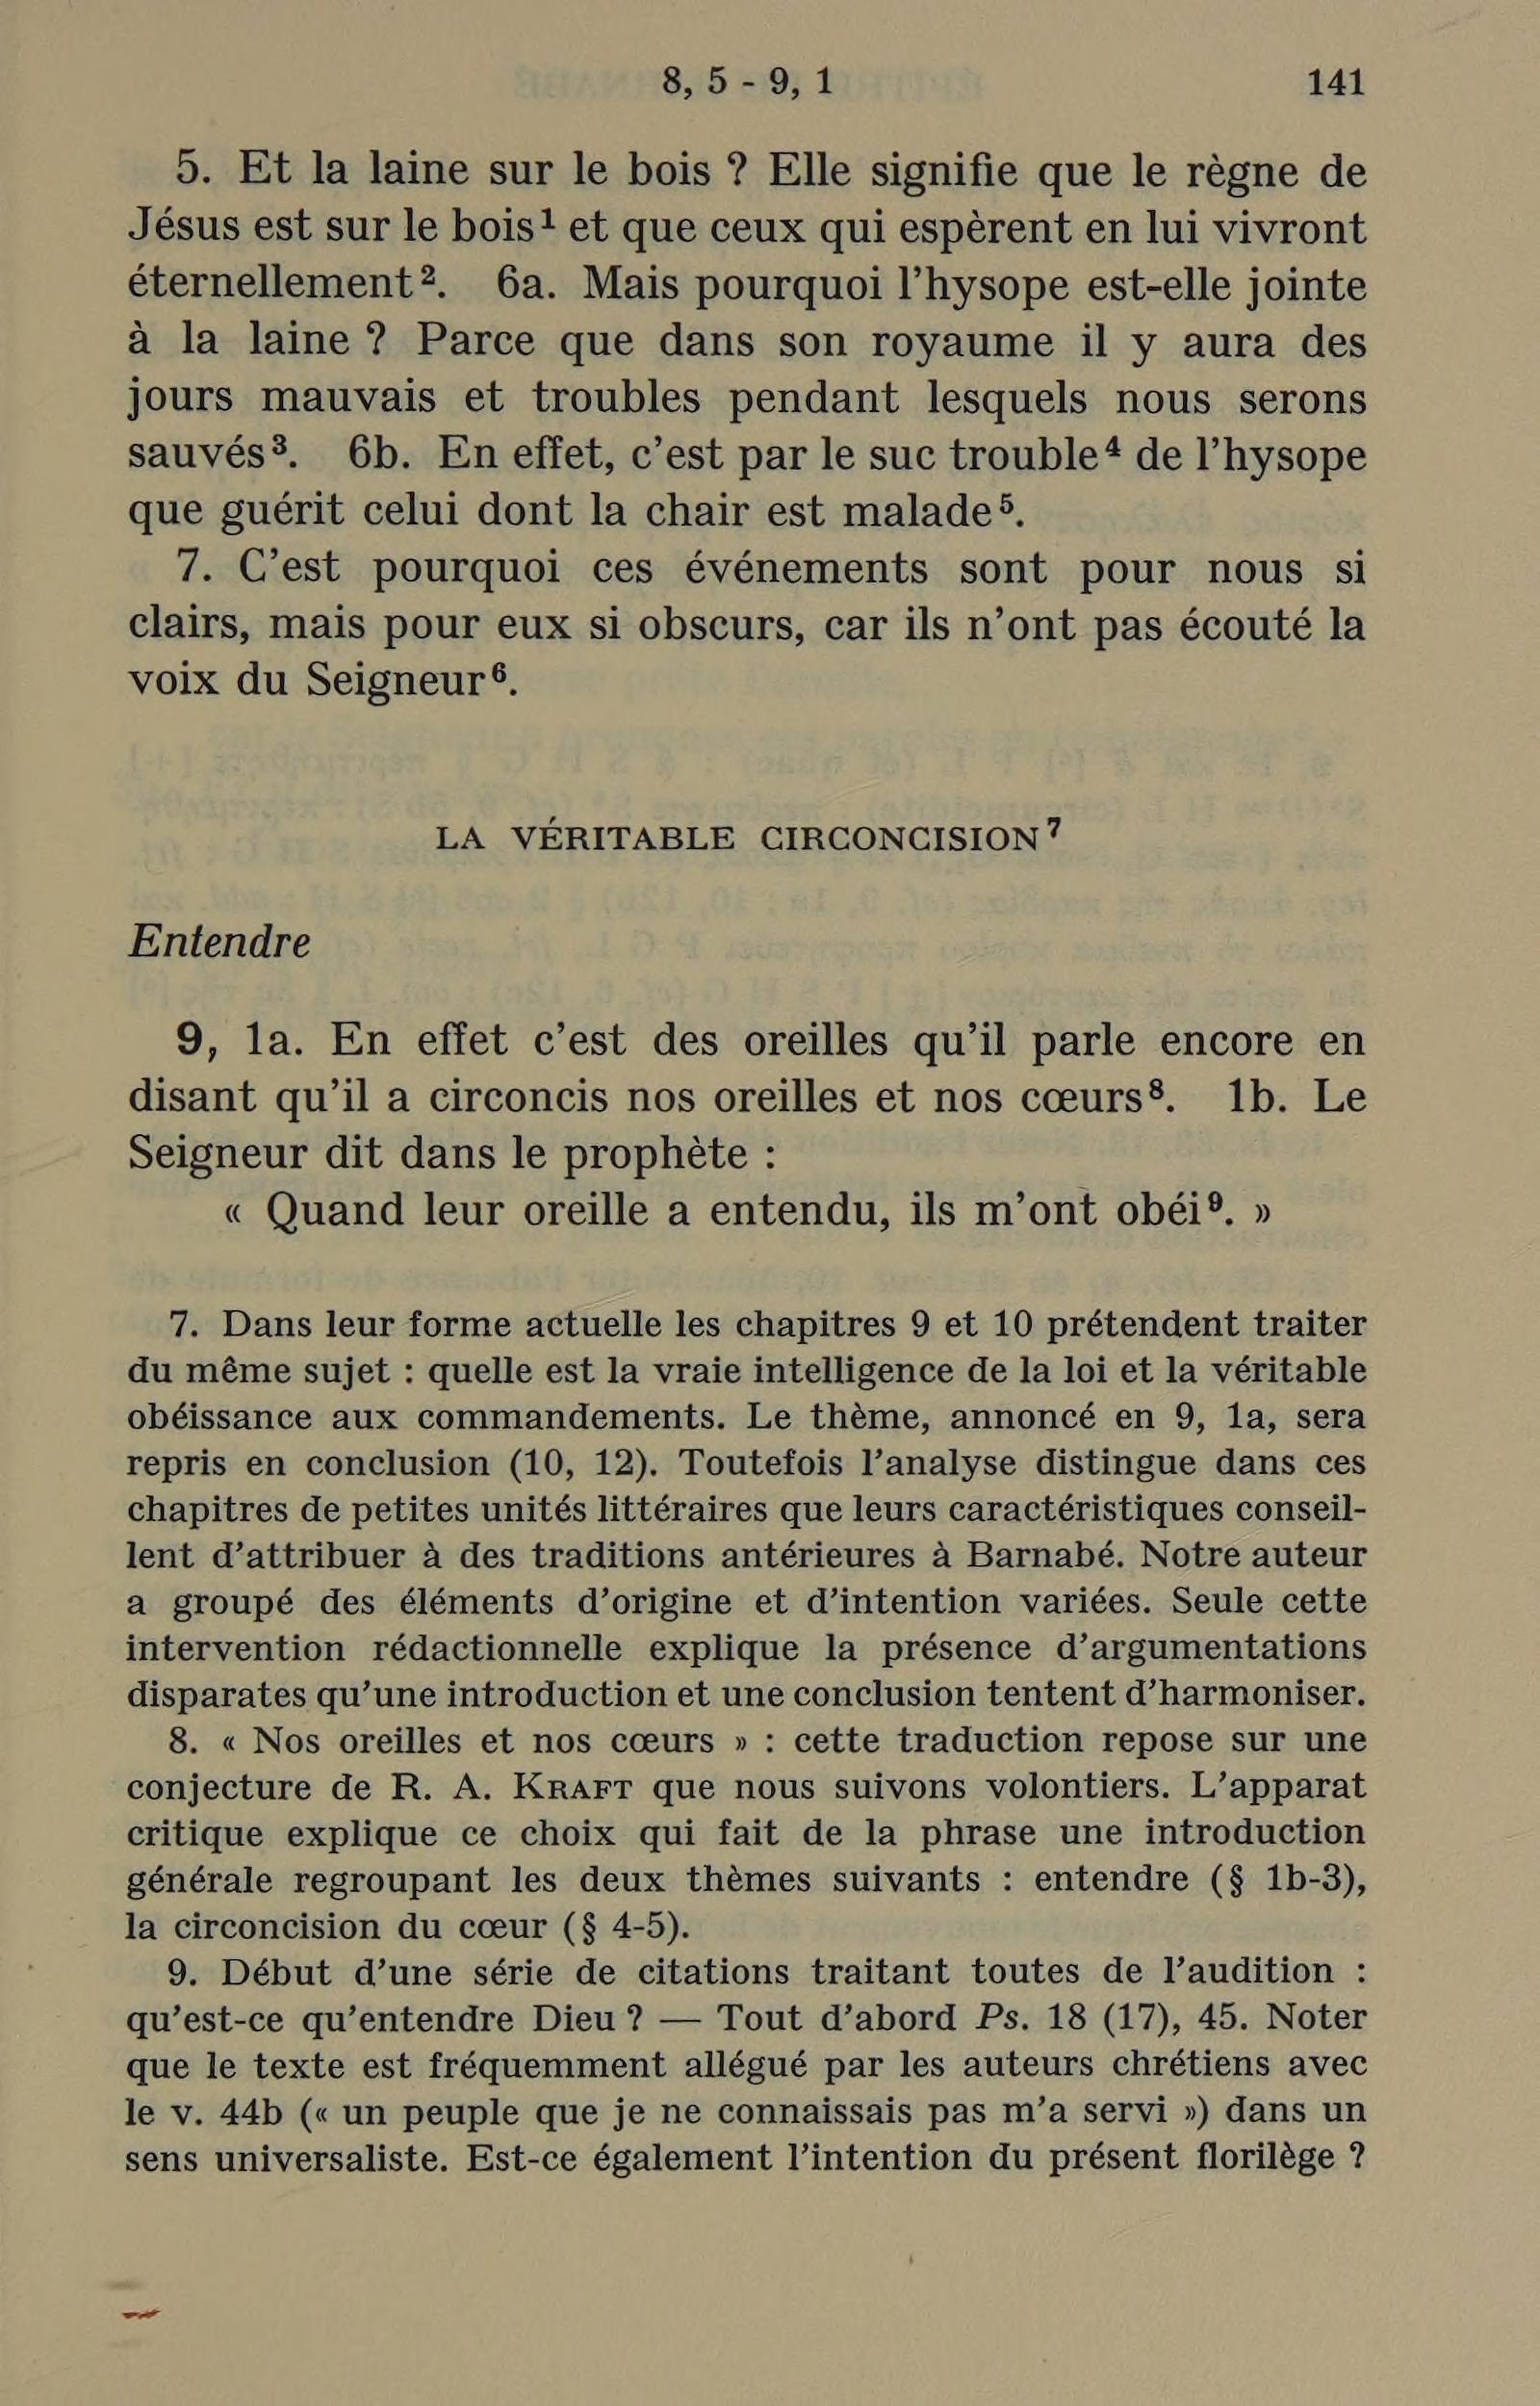 8, 5 - 9, 1 141
5. Et la laine sur le bois ? Elle signifie que le règne de
Jésus est sur le bois¹ et que ceux qui espèrent en lui vivront
éternellement². 6a. Mais pourquoi l’hysope est-elle jointe
à la laine ? Parce que dans son royaume il y aura des
jours mauvais et troubles pendant lesquels nous serons
sauvés³. 6b. En effet, c’est par le suc trouble⁴ de l’hysope
que guérit celui dont la chair est malade⁵.
7. C’est pourquoi ces événements sont pour nous si
clairs, mais pour eux si obscurs, car ils n’ont pas écouté la
voix du Seigneur⁶.
LA VÉRITABLE CIRCONCISION⁷
Entendre
9, 1a. En effet c’est des oreilles qu’il parle encore en
disant qu’il a circoncis nos oreilles et nos cœurs⁸. 1b. Le
Seigneur dit dans le prophète :
« Quand leur oreille a entendu, ils m’ont obéi⁹. »
7. Dans leur forme actuelle les chapitres 9 et 10 prétendent traiter
du même sujet : quelle est la vraie intelligence de la loi et la véritable
obéissance aux commandements. Le thème, annoncé en 9, 1a, sera
repris en conclusion (10, 12). Toutefois l’analyse distingue dans ces
chapitres de petites unités littéraires que leurs caractéristiques conseil-
lent d’attribuer à des traditions antérieures à Barnabé. Notre auteur
a groupé des éléments d’origine et d’intention variées. Seule cette
intervention rédactionnelle explique la présence d’argumentations
disparates qu’une introduction et une conclusion tentent d’harmoniser.
8. « Nos oreilles et nos cœurs » : cette traduction repose sur une
conjecture de R. A. KRAFT que nous suivons volontiers. L’apparat
critique explique ce choix qui fait de la phrase une introduction
générale regroupant les deux thèmes suivants : entendre (§ 1b-3),
la circoncision du cœur (§ 4-5).
9. Début d’une série de citations traitant toutes de l’audition :
qu’est-ce qu’entendre Dieu ? — Tout d’abord Ps. 18 (17), 45. Noter
que le texte est fréquemment allégué par les auteurs chrétiens avec
le v. 44b (« un peuple que je ne connaissais pas m’a servi ») dans un
sens universaliste. Est-ce également l’intention du présent florilège ?